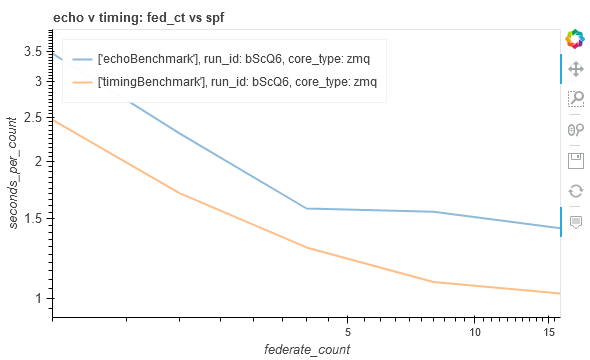 echo v timing: fed_ct vs spf
['echoBenchmark'], run_id: bScQ6, core_type: zmq
['timingBenchmark'], run_id: bScQ6, core_type: zmq
seconds_per_count
3.5
3
2.5
2
1.5
1
5
10
15
federate_count